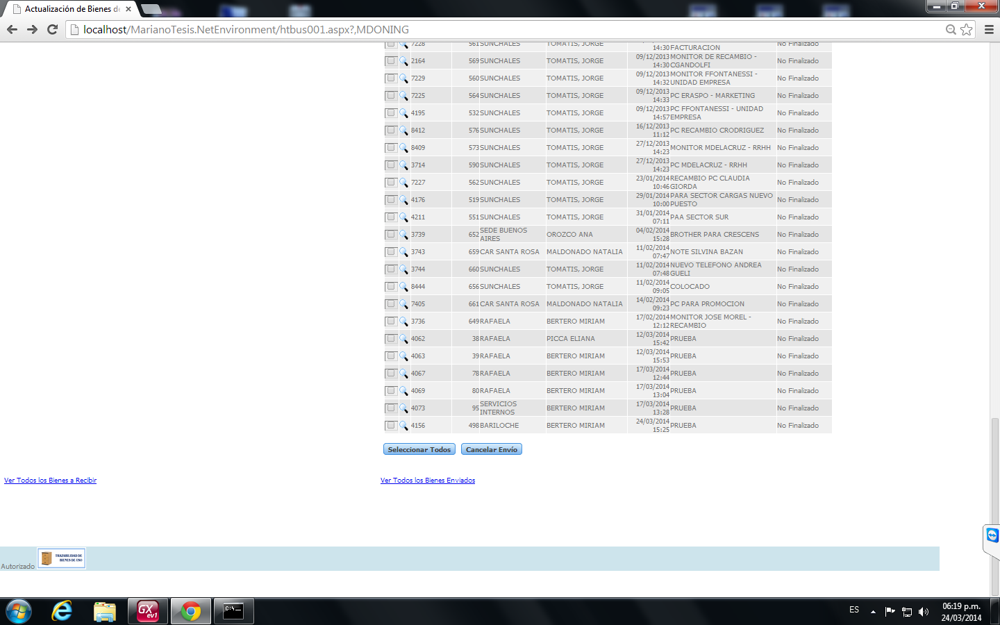 Actualización de Bienes d
localhost/MarianoTesis.NetEnvironment/htbus001.aspx?,MDONING
7228 561 SUNCHALES TOMATIS, JORGE 14:30 FACTURACION No Finalizado
2164 569 SUNCHALES TOMATIS, JORGE 09/12/2013 14:30 MONITOR DE RECAMBIO - CGANDOLFI No Finalizado
7229 560 SUNCHALES TOMATIS, JORGE 09/12/2013 14:32 MONITOR FFONTANESSI - UNIDAD EMPRESA No Finalizado
7225 564 SUNCHALES TOMATIS, JORGE 09/12/2013 14:33 PC ERASPO - MARKETING No Finalizado
4195 532 SUNCHALES TOMATIS, JORGE 09/12/2013 14:57 PC FFONTANESSI - UNIDAD EMPRESA No Finalizado
8412 576 SUNCHALES TOMATIS, JORGE 16/12/2013 11:12 PC RECAMBIO CRODRIGUEZ No Finalizado
8409 573 SUNCHALES TOMATIS, JORGE 27/12/2013 14:23 MONITOR MDELACRUZ - RRHH No Finalizado
3714 590 SUNCHALES TOMATIS, JORGE 27/12/2013 14:23 PC MDELACRUZ - RRHH No Finalizado
7227 562 SUNCHALES TOMATIS, JORGE 23/01/2014 10:46 RECAMBIO PC CLAUDIA GIORDA No Finalizado
4176 519 SUNCHALES TOMATIS, JORGE 29/01/2014 10:00 PARA SECTOR CARGAS NUEVO PUESTO No Finalizado
4211 551 SUNCHALES TOMATIS, JORGE 31/01/2014 07:11 PAA SECTOR SUR No Finalizado
3739 652 SEDE BUENOS AIRES OROZCO ANA 04/02/2014 15:28 BROTHER PARA CRESCENS No Finalizado
3743 659 CAR SANTA ROSA MALDONADO NATALIA 11/02/2014 07:47 NOTE SILVINA BAZAN No Finalizado
3744 660 SUNCHALES TOMATIS, JORGE 11/02/2014 07:48 NUEVO TELEFONO ANDREA GUELI No Finalizado
8444 656 SUNCHALES TOMATIS, JORGE 11/02/2014 09:05 COLOCADO No Finalizado
7405 661 CAR SANTA ROSA MALDONADO NATALIA 14/02/2014 09:23 PC PARA PROMOCION No Finalizado
3736 649 RAFAELA BERTERO MIRIAM 17/02/2014 12:12 MONITOR JOSE MOREL - RECAMBIO No Finalizado
4062 38 RAFAELA PICCA ELIANA 12/03/2014 15:42 PRUEBA No Finalizado
4063 39 RAFAELA BERTERO MIRIAM 12/03/2014 15:53 PRUEBA No Finalizado
4067 78 RAFAELA BERTERO MIRIAM 17/03/2014 12:44 PRUEBA No Finalizado
4069 80 RAFAELA BERTERO MIRIAM 17/03/2014 13:04 PRUEBA No Finalizado
4073 95 SERVICIOS INTERNOS BERTERO MIRIAM 17/03/2014 13:28 PRUEBA No Finalizado
4156 498 BARILOCHE BERTERO MIRIAM 24/03/2014 15:25 PRUEBA No Finalizado
Seleccionar Todos Cancelar Envío
Ver Todos los Bienes a Recibir Ver Todos los Bienes Enviados
Autorizado
TRAZABILIDAD DE
BIENES DE USO
GX
ev1
C:\
ES
06:19 p.m.
24/03/2014